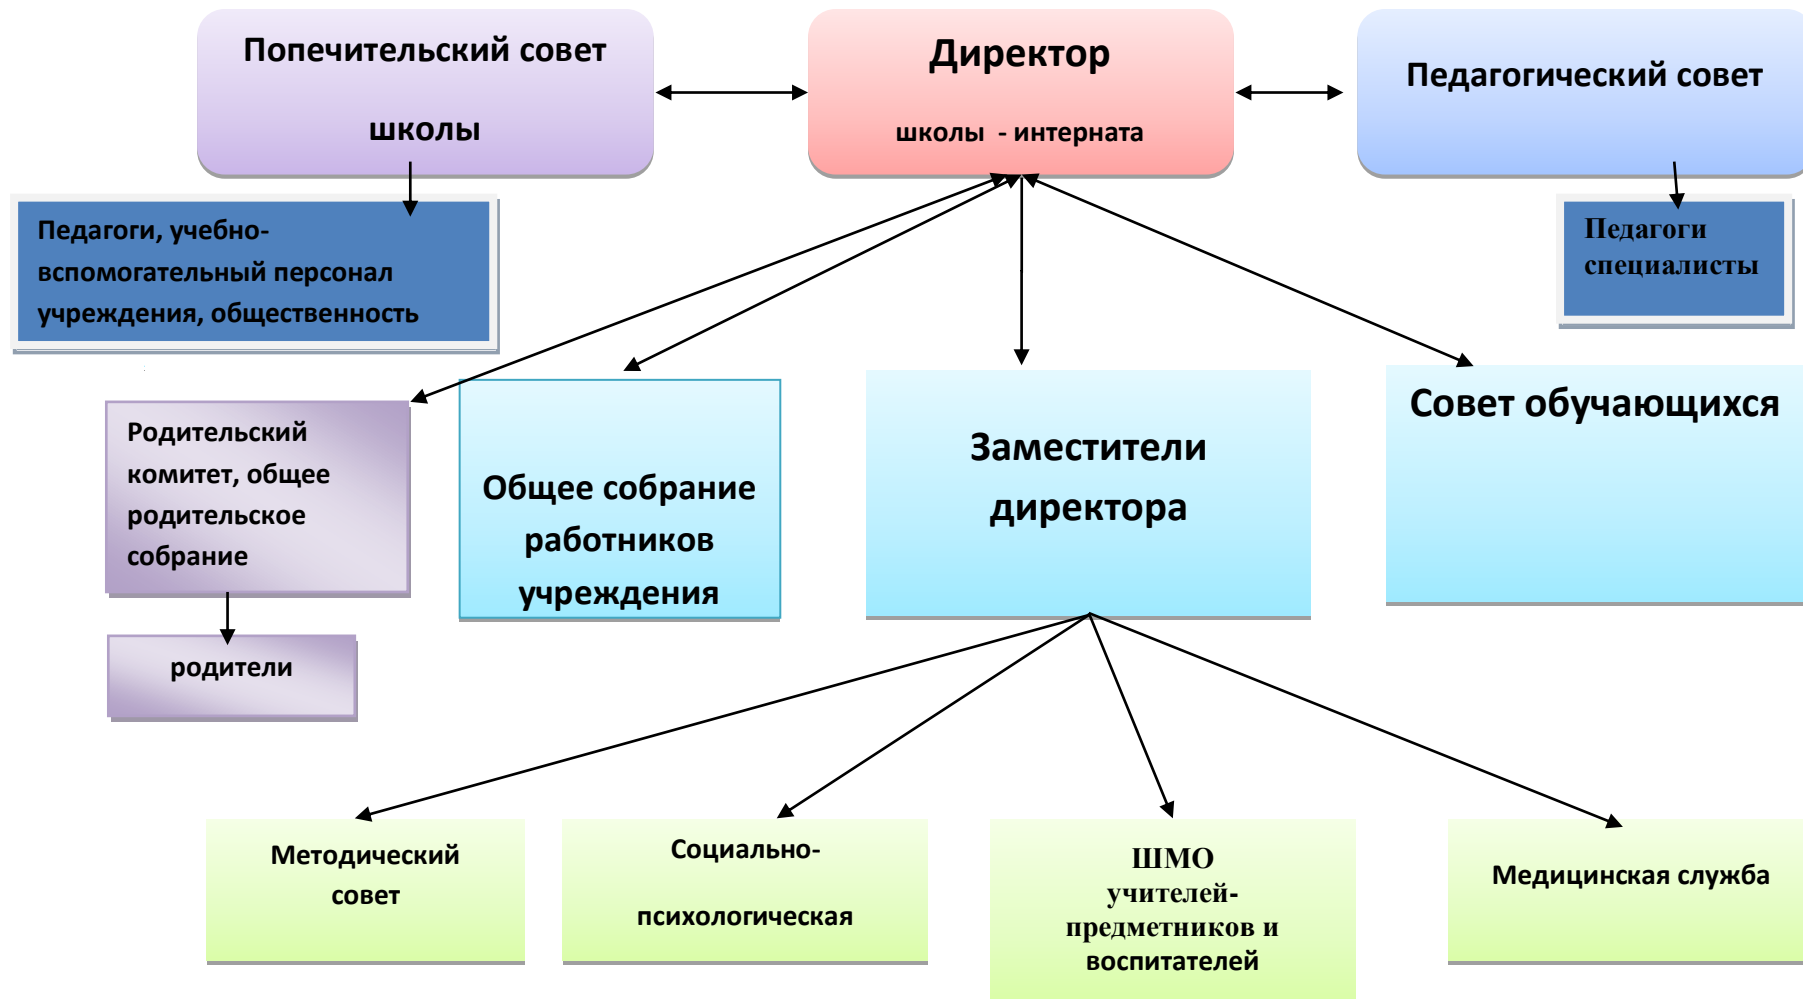 Попечительский совет
школы
Директор
школы - интерната
Педагогический совет
Педагоги, учебно-
вспомогательный персонал
учреждения, общественность
Педагоги
специалисты
Родительский
комитет, общее
родительское
собрание
родители
Общее собрание
работников
учреждения
Заместители
директора
Совет обучающихся
Методический
совет
Социально-
психологическая
ШМО
учителей-
предметников и
воспитателей
Медицинская служба